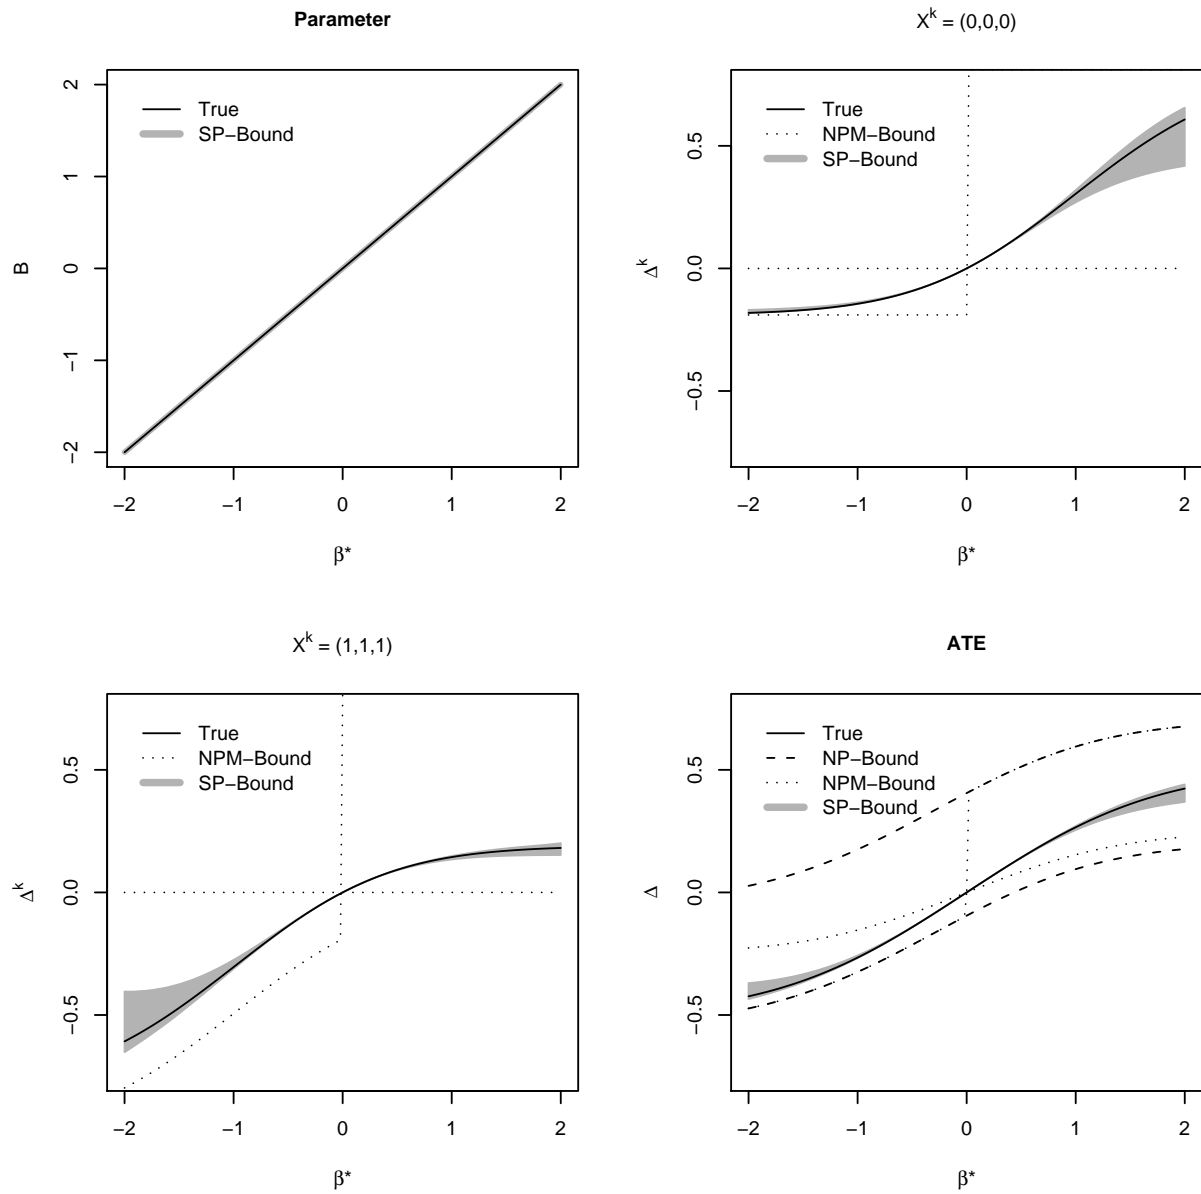 Parameter
True
SP−Bound
B
2
1
0
−1
−2
−2 −1 0 1 2
β*
X^k = (0,0,0)
True
NPM−Bound
SP−Bound
Δ^k
0.5
0.0
−0.5
−2 −1 0 1 2
β*
X^k = (1,1,1)
True
NPM−Bound
SP−Bound
Δ^k
0.5
0.0
−0.5
−2 −1 0 1 2
β*
ATE
True
NP−Bound
NPM−Bound
SP−Bound
Δ
0.5
0.0
−0.5
−2 −1 0 1 2
β*